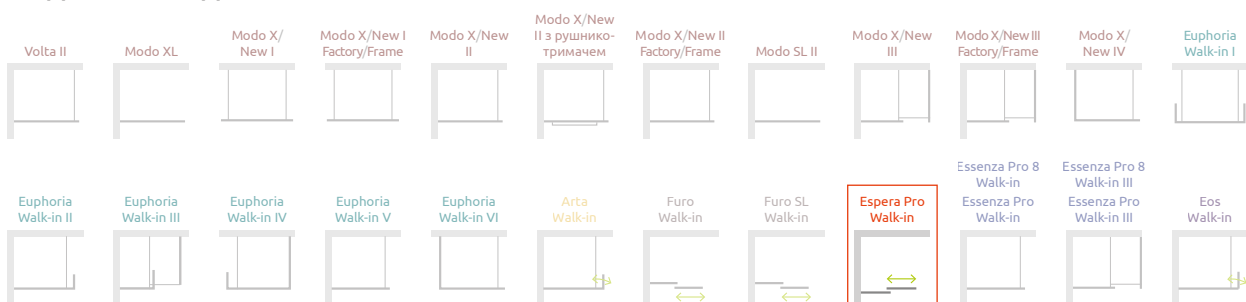 Volta II
Modo XL
Modo X/
New I
Modo X/New I
Factory/Frame
Modo X/New
II
Modo X/New
II з рушнико-
тримачем
Modo X/New II
Factory/Frame
Modo SL II
Modo X/New
III
Modo X/New III
Factory/Frame
Modo X/
New IV
Euphoria
Walk-in I
Euphoria
Walk-in II
Euphoria
Walk-in III
Euphoria
Walk-in IV
Euphoria
Walk-in V
Euphoria
Walk-in VI
Arta
Walk-in
Furo
Walk-in
Furo SL
Walk-in
Espera Pro
Walk-in
Essenza Pro 8
Walk-in
Essenza Pro
Walk-in
Essenza Pro 8
Walk-in III
Essenza Pro
Walk-in III
Eos
Walk-in